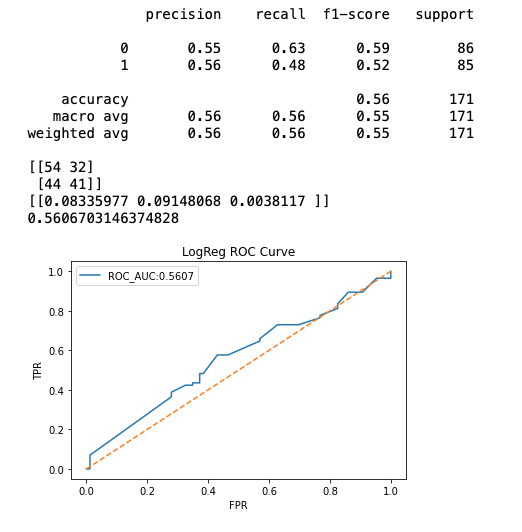 precision recall f1-score support
0 0.55 0.63 0.59 86
1 0.56 0.48 0.52 85
accuracy 0.56 171
macro avg 0.56 0.56 0.55 171
weighted avg 0.56 0.56 0.55 171
[[54 32]
[44 41]]
[[0.08335977 0.09148068 0.0038117 ]]
0.5606703146374828
LogReg ROC Curve
ROC_AUC:0.5607
1.0
0.8
0.6
0.4
0.2
0.0
TPR
0.0 0.2 0.4 0.6 0.8 1.0
FPR